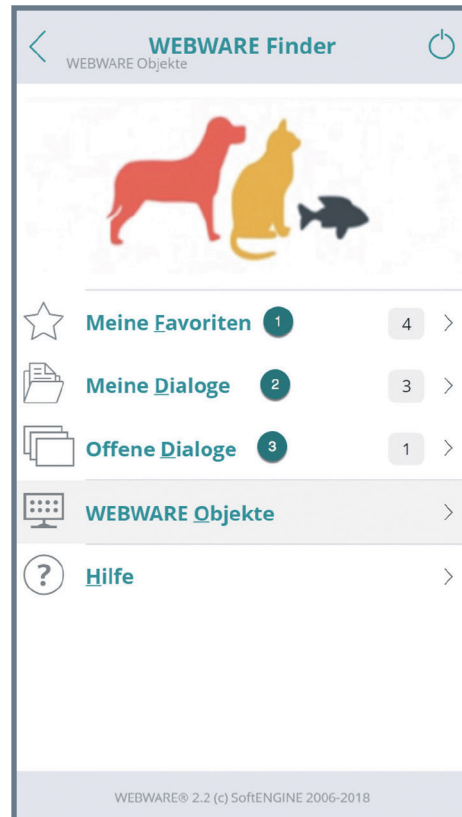 WEBWARE Finder
WEBWARE Objekte
Meine Favoriten 1 4
Meine Dialoge 2 3
Offene Dialoge 3 1
WEBWARE Objekte
? Hilfe
WEBWARE® 2.2 (c) SoftENGINE 2006-2018